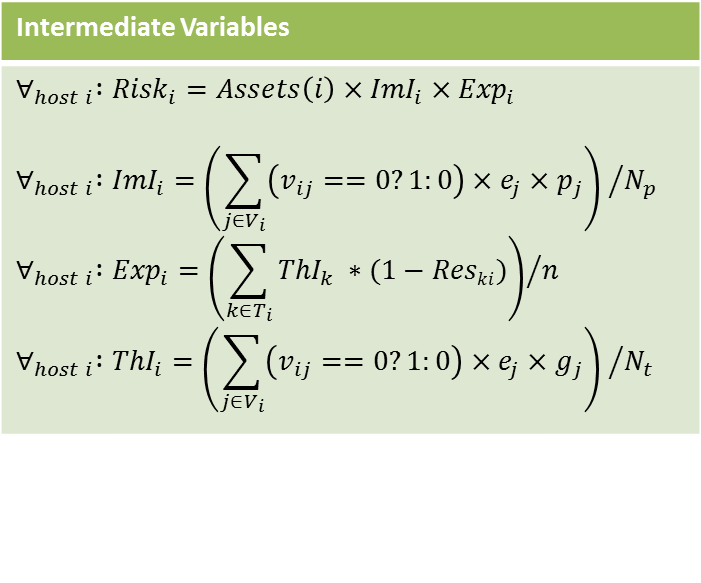 Intermediate Variables
∀host i: Riskᵢ = Assets(i) × ImIᵢ × Expᵢ
∀host i: ImIᵢ = (∑j∈Vᵢ (vᵢⱼ == 0? 1: 0) × eⱼ × pⱼ) /Nₚ
∀host i: Expᵢ = (∑k∈Tᵢ ThIₖ * (1 − Resₖᵢ)) /n
∀host i: ThIᵢ = (∑j∈Vᵢ (vᵢⱼ == 0? 1: 0) × eⱼ × gⱼ) /Nₜ